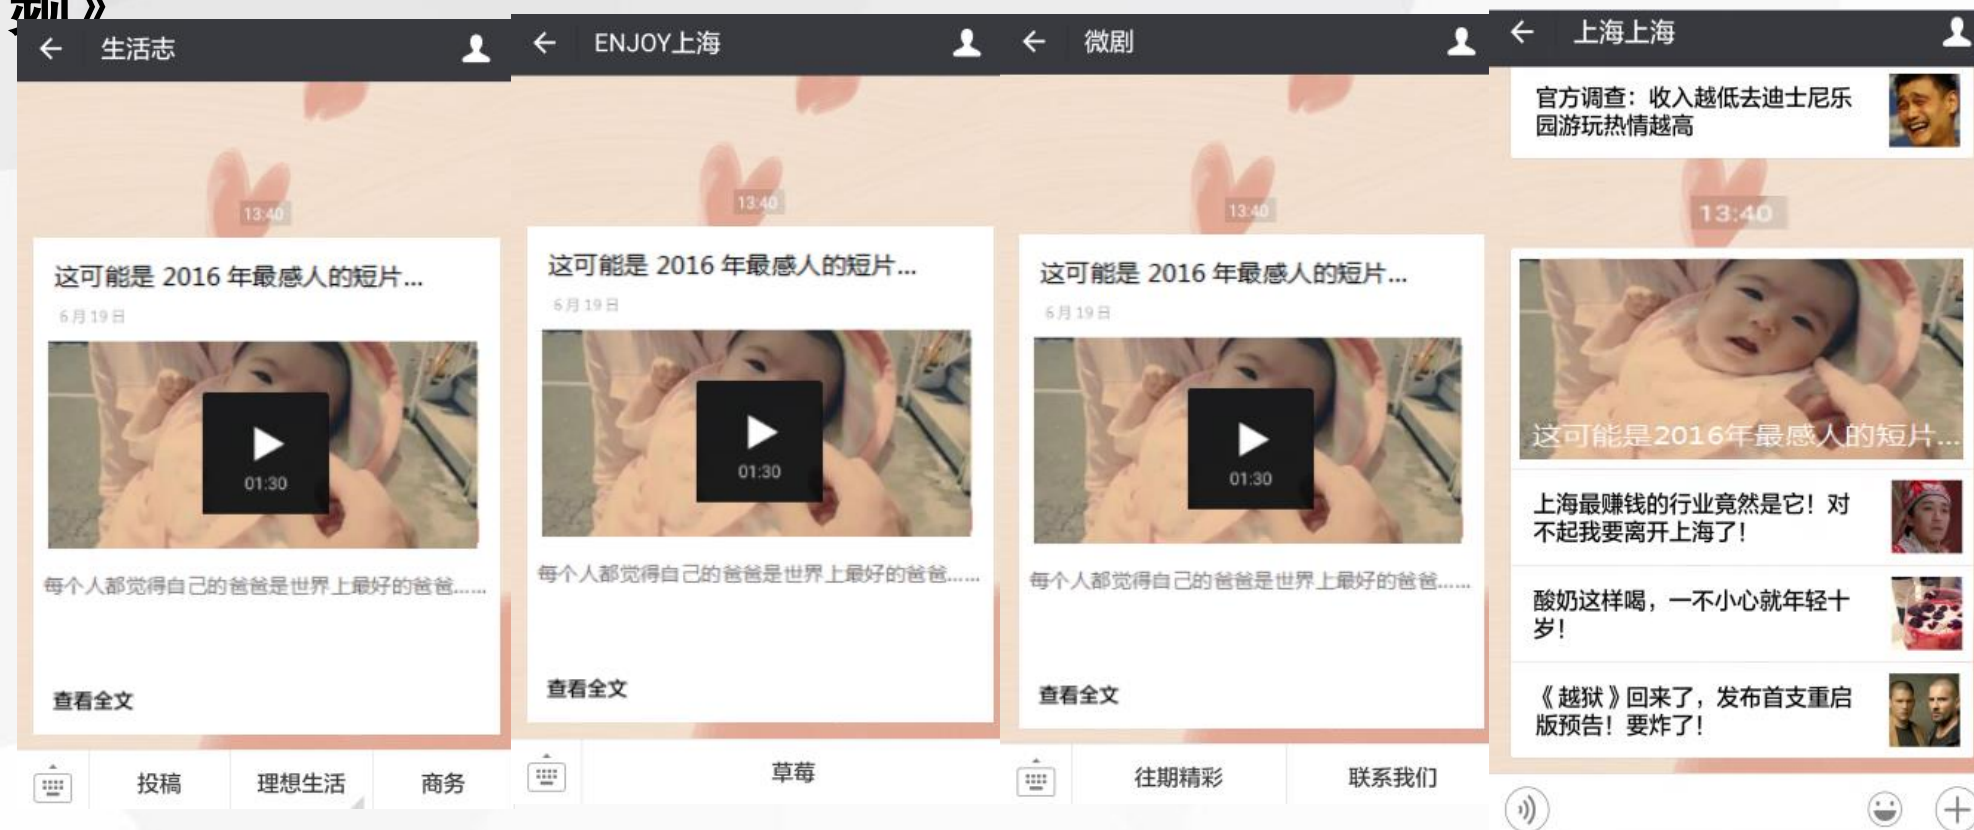 频》
生活志
13:40
这可能是 2016 年最感人的短片...
6月19日
01:30
每个人都觉得自己的爸爸是世界上最好的爸爸......
查看全文
投稿
理想生活
商务
ENJOY上海
13:40
这可能是 2016 年最感人的短片...
6月19日
01:30
每个人都觉得自己的爸爸是世界上最好的爸爸......
查看全文
草莓
微剧
13:40
这可能是 2016 年最感人的短片...
6月19日
01:30
每个人都觉得自己的爸爸是世界上最好的爸爸......
查看全文
往期精彩
联系我们
上海上海
官方调查：收入越低去迪士尼乐
园游玩热情越高
13:40
这可能是2016年最感人的短片...
上海最赚钱的行业竟然是它！对
不起我要离开上海了！
酸奶这样喝，一不小心就年轻十
岁！
《越狱》回来了，发布首支重启
版预告！要炸了！